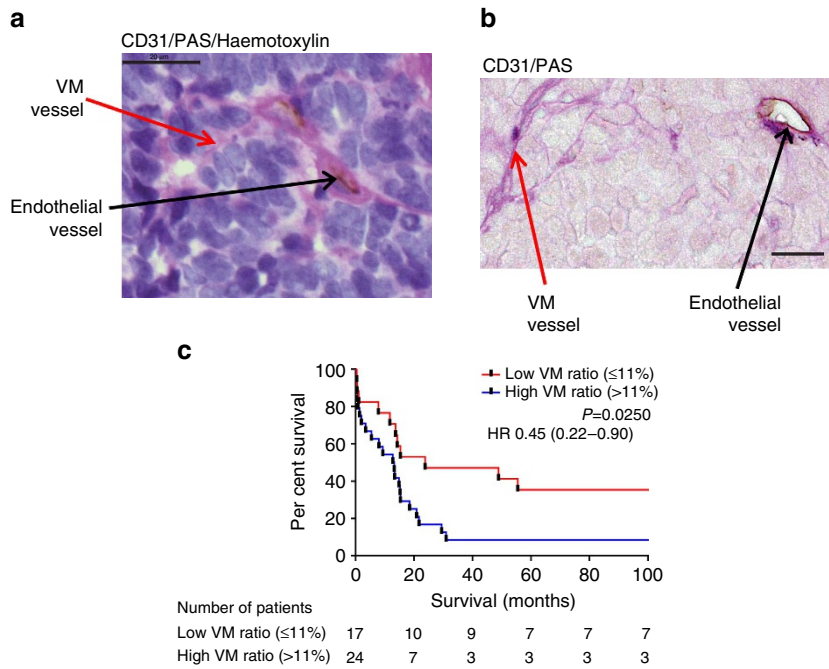 a
CD31/PAS/Haemotoxylin
20 um
VM
vessel
Endothelial
vessel
b
CD31/PAS
VM
vessel
Endothelial
vessel
c
100
80
60
40
20
0
Per cent survival
Low VM ratio (≤11%)
High VM ratio (>11%)
P=0.0250
HR 0.45 (0.22–0.90)
0 20 40 60 80 100
Survival (months)
Number of patients
Low VM ratio (≤11%) 17 10 9 7 7 7
High VM ratio (>11%) 24 7 3 3 3 3